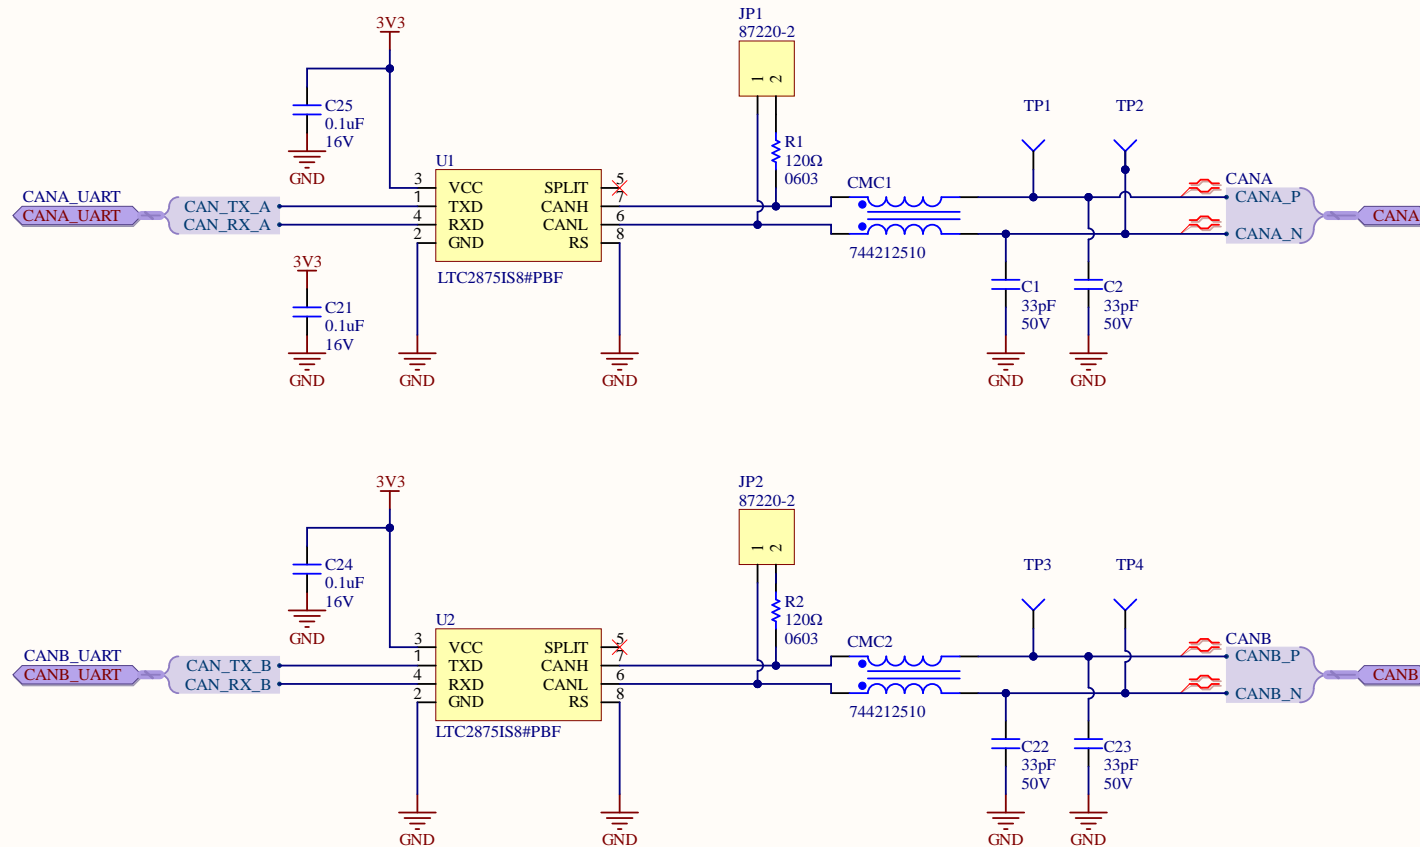 JP1
87220-2
1 2
3V3
C25
0.1uF
16V
GND
R1
120Ω
0603
TP1
TP2
U1
3 VCC SPLIT 5
1 TXD CANH 7
4 RXD CANL 6
2 GND RS 8
LTC2875IS8#PBF
CANA_UART
CANA_UART
CAN_TX_A
CAN_RX_A
CMC1
744212510
CANA
CANA_P
CANA_N
CANA
3V3
C21
0.1uF
16V
GND
GND
GND
C1
33pF
50V
GND
C2
33pF
50V
GND
JP2
87220-2
1 2
3V3
C24
0.1uF
16V
GND
R2
120Ω
0603
TP3
TP4
U2
3 VCC SPLIT 5
1 TXD CANH 7
4 RXD CANL 6
2 GND RS 8
LTC2875IS8#PBF
CANB_UART
CANB_UART
CAN_TX_B
CAN_RX_B
CMC2
744212510
CANB
CANB_P
CANB_N
CANB
GND
GND
C22
33pF
50V
GND
C23
33pF
50V
GND